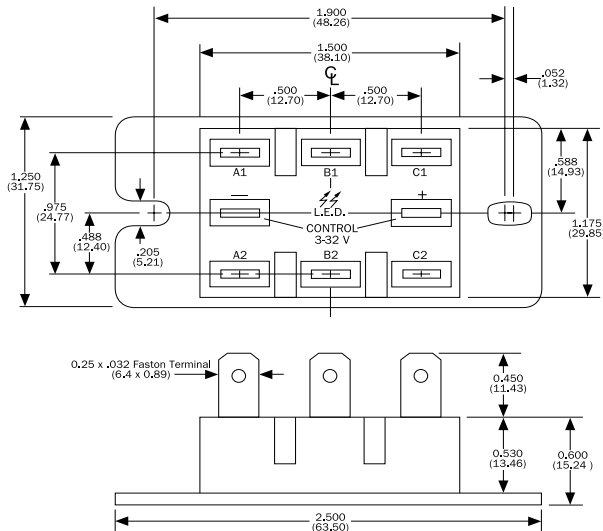 1.900
(48.26)
1.500
(38.10)
CL
.500
(12.70)
.500
(12.70)
.052
(1.32)
1.250
(31.75)
.975
(24.77)
.488
(12.40)
.205
(5.21)
A1
B1
C1
–
L.E.D.
+
CONTROL
3-32 V
A2
B2
C2
.588
(14.93)
1.175
(29.85)
0.25 x .032 Faston Terminal
(6.4 x 0.89)
0.450
(11.43)
0.530
(13.46)
0.600
(15.24 )
2.500
(63.50)